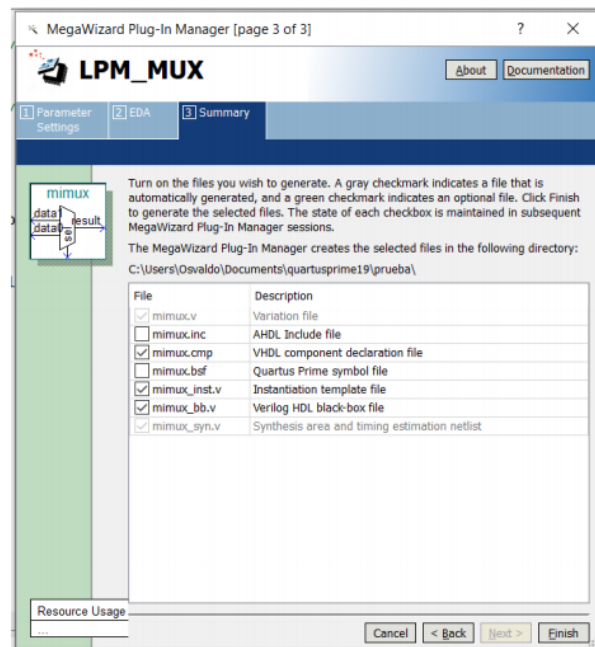 MegaWizard Plug-In Manager [page 3 of 3]
LPM_MUX
About
Documentation
1 Parameter Settings
2 EDA
3 Summary
mimux
data1
data0
result
sel
Turn on the files you wish to generate. A gray checkmark indicates a file that is
automatically generated, and a green checkmark indicates an optional file. Click Finish
to generate the selected files. The state of each checkbox is maintained in subsequent
MegaWizard Plug-In Manager sessions.
The MegaWizard Plug-In Manager creates the selected files in the following directory:
C:\Users\Osvaldo\Documents\quartusprime19\prueba\
File Description
mimux.v Variation file
mimux.inc AHDL Include file
mimux.cmp VHDL component declaration file
mimux.bsf Quartus Prime symbol file
mimux_inst.v Instantiation template file
mimux_bb.v Verilog HDL black-box file
mimux_syn.v Synthesis area and timing estimation netlist
Resource Usage
...
Cancel
< Back
Next >
Finish